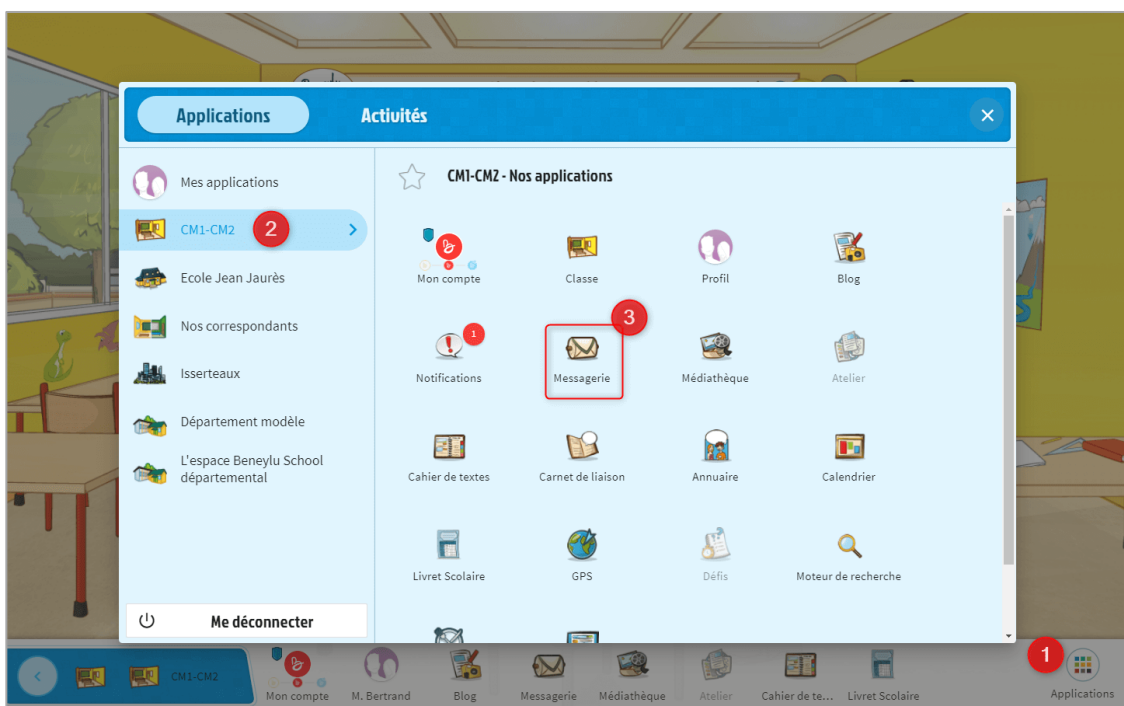 Applications
Activités
Mes applications
CM1-CM2
2
Ecole Jean Jaurès
Nos correspondants
Isserteaux
Département modèle
L'espace Beneylu School
départemental
Me déconnecter
CM1-CM2 - Nos applications
Mon compte
Classe
Profil
Blog
1
3
Notifications
Messagerie
Médiathèque
Atelier
Cahier de textes
Carnet de liaison
Annuaire
Calendrier
Livret Scolaire
GPS
Défis
Moteur de recherche
CM1-CM2
Mon compte
M. Bertrand
Blog
Messagerie
Médiathèque
Atelier
Cahier de te...
Livret Scolaire
1
Applications